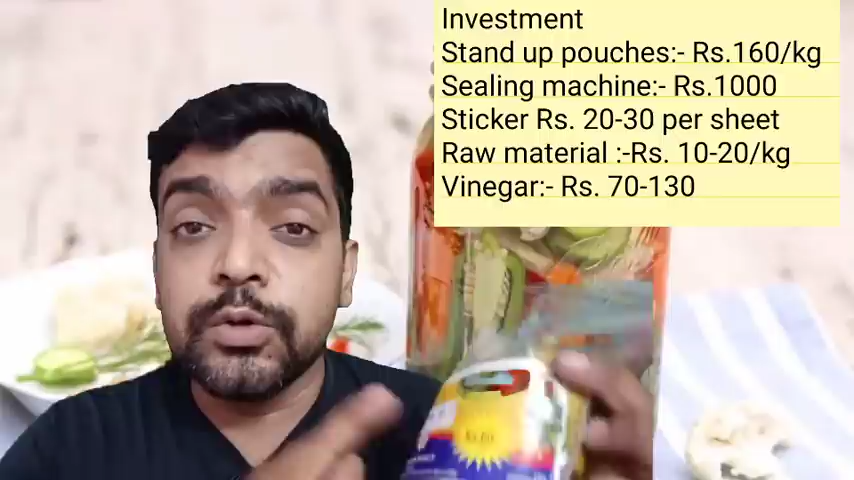 Investment
Stand up pouches:- Rs.160/kg
Sealing machine:- Rs.1000
Sticker Rs. 20-30 per sheet
Raw material :-Rs. 10-20/kg
Vinegar:- Rs. 70-130